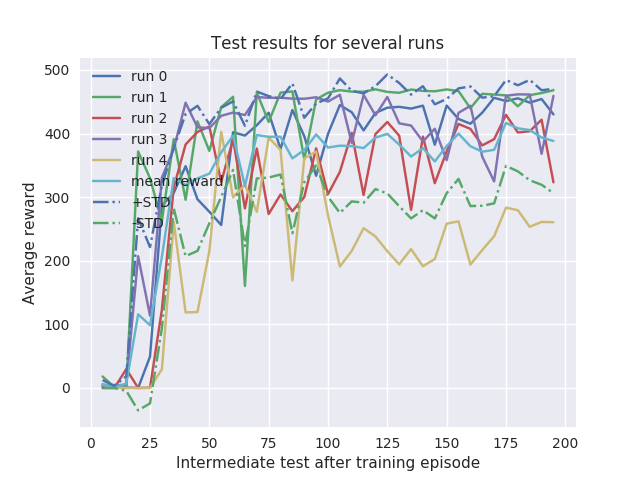 Test results for several runs
500
400
300
200
100
0
Average reward
run 0
run 1
run 2
run 3
run 4
mean reward
+STD
-STD
0 25 50 75 100 125 150 175 200
Intermediate test after training episode